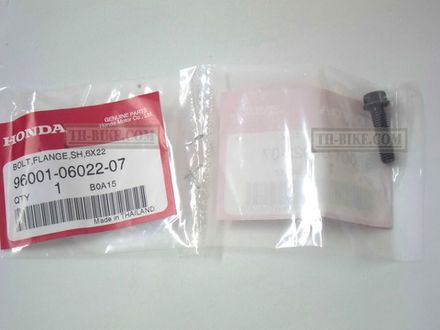 GENUINE PARTS
Honda Motor Co., Ltd.
HONDA
TH-BIKE.COM
TH-BIKE.COM
BOLT,FLANGE,SH,6X22
96001-06022-07
QTY 1 B0A15
Made in THAILAND